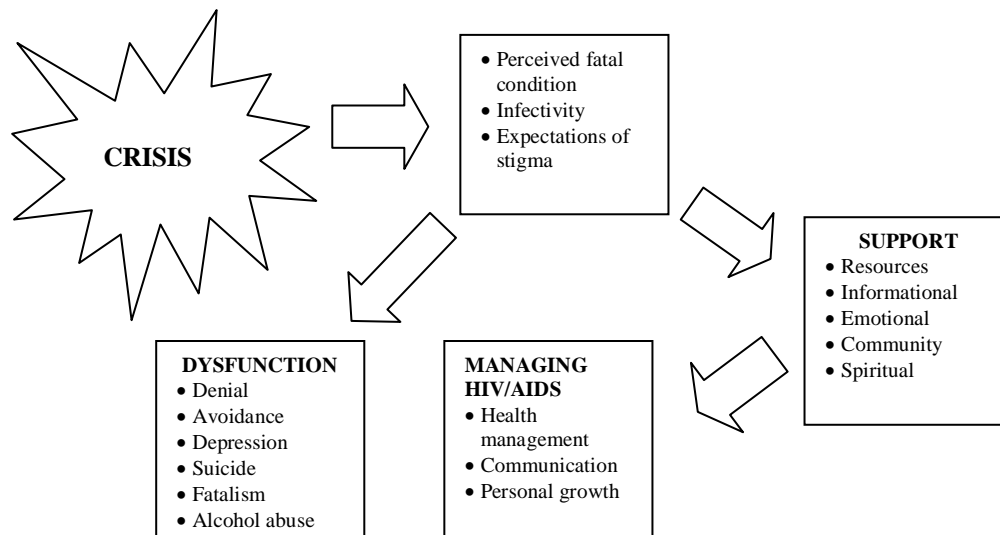 CRISIS
• Perceived fatal
condition
• Infectivity
• Expectations of
stigma
SUPPORT
• Resources
• Informational
• Emotional
• Community
• Spiritual
DYSFUNCTION
• Denial
• Avoidance
• Depression
• Suicide
• Fatalism
• Alcohol abuse
MANAGING
HIV/AIDS
• Health
management
• Communication
• Personal growth